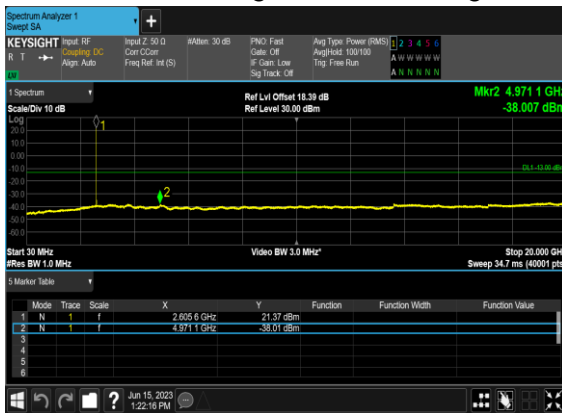 Spectrum Analyzer 1
Swept SA
+
KEYSIGHT Input: RF Input Z: 50 Ω #Atten: 30 dB PNO: Fast Avg Type: Power (RMS) 1 2 3 4 5 6
R T Coupling: DC Corr CCorr Gate: Off Avg|Hold: 100/100 A W W W W W
Align: Auto Freq Ref: Int (S) IF Gain: Low Trig: Free Run
LXI Sig Track: Off A N N N N N
1 Spectrum Ref Lvl Offset 18.39 dB Mkr2 4.971 1 GHz
Scale/Div 10 dB Ref Level 30.00 dBm -38.007 dBm
Log
1
20.0
10.0
0.00
-10.0 DL1 -13.00 dBm
-20.0
-30.0
2
-40.0
-50.0
-60.0
Start 30 MHz Video BW 3.0 MHz* Stop 20.000 GHz
#Res BW 1.0 MHz Sweep 34.7 ms (40001 pts)
5 Marker Table
Mode Trace Scale X Y Function Function Width Function Value
1 N 1 f 2.605 6 GHz 21.37 dBm
2 N 1 f 4.971 1 GHz -38.01 dBm
3
4
5
6
? Jun 15, 2023
1:22:16 PM